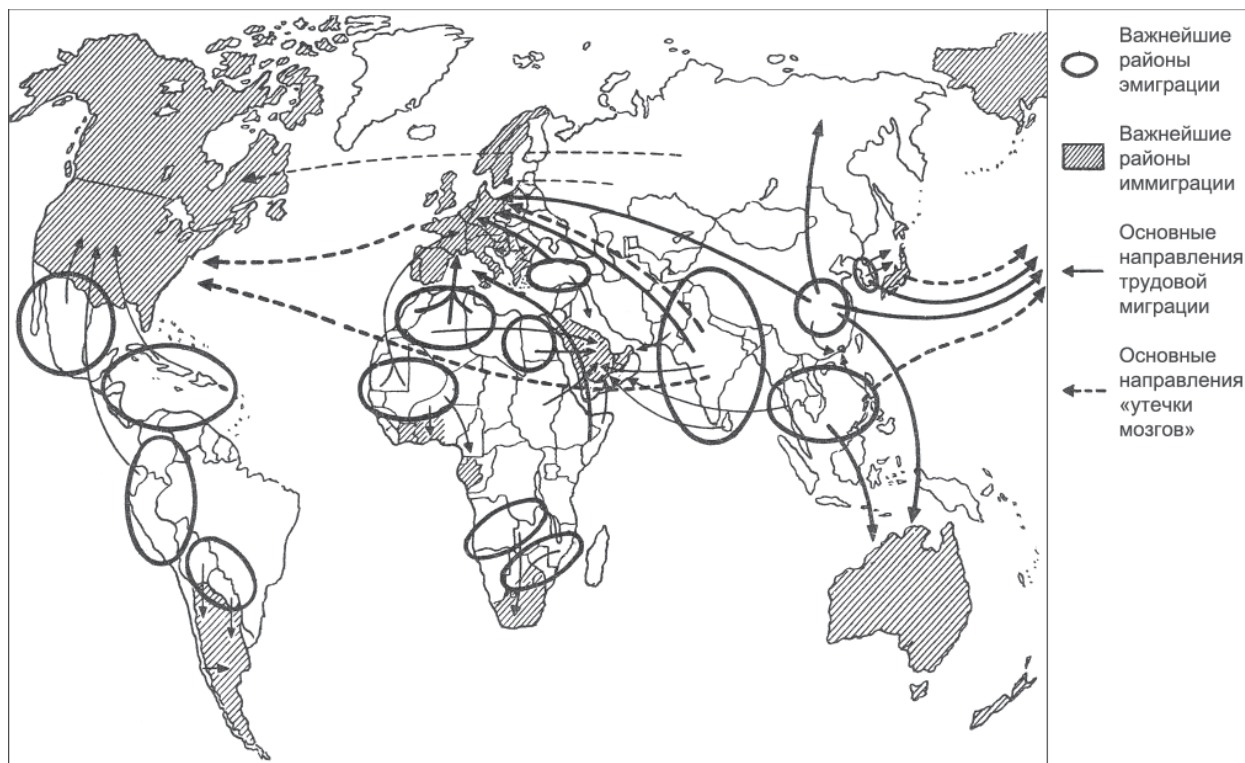 Важнейшие
районы
эмиграции
Важнейшие
районы
иммиграции
Основные
направления
трудовой
миграции
Основные
направления
«утечки
мозгов»